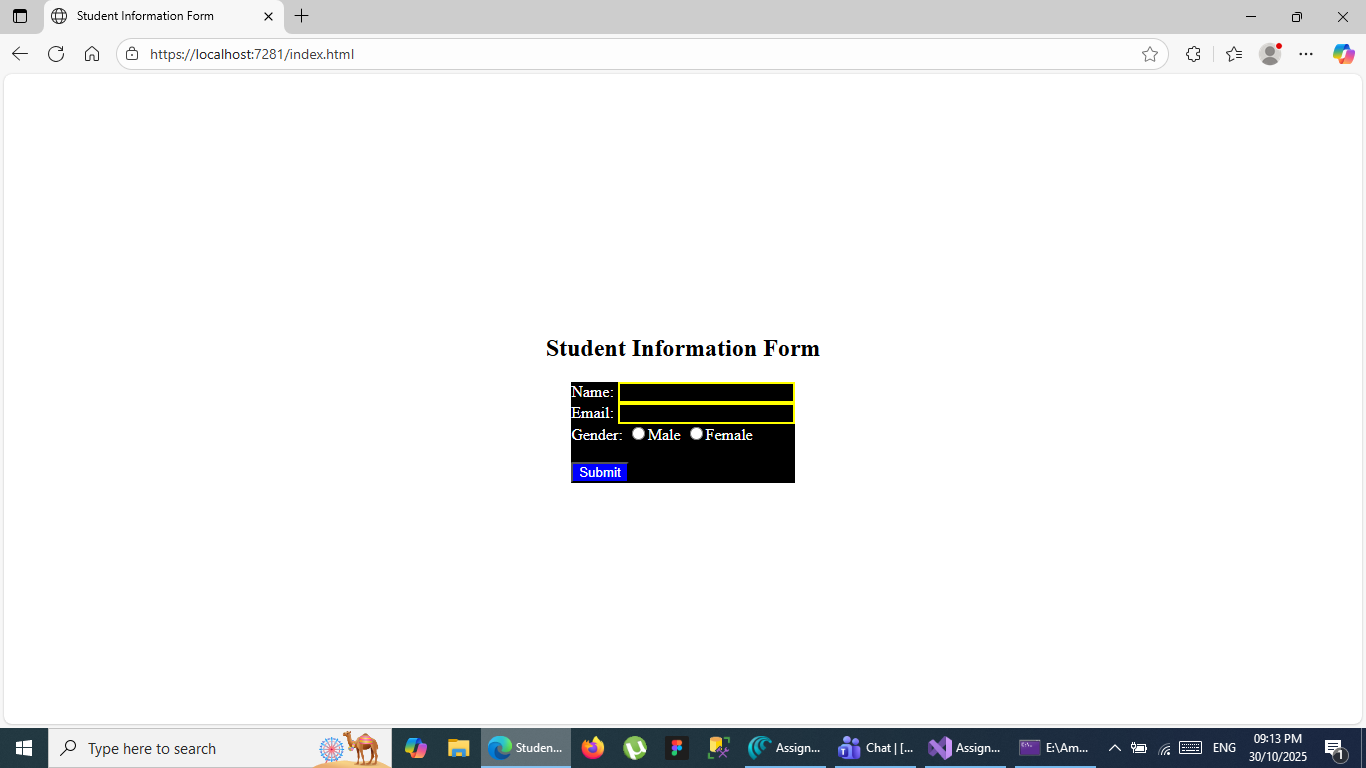 Student Information Form
https://localhost:7281/index.html
Student Information Form
Name:
Email:
Gender: Male Female
Submit
Type here to search
Studen...
Assign...
Chat | [...
Assign...
E:\Am...
ENG
09:13 PM
30/10/2025
1